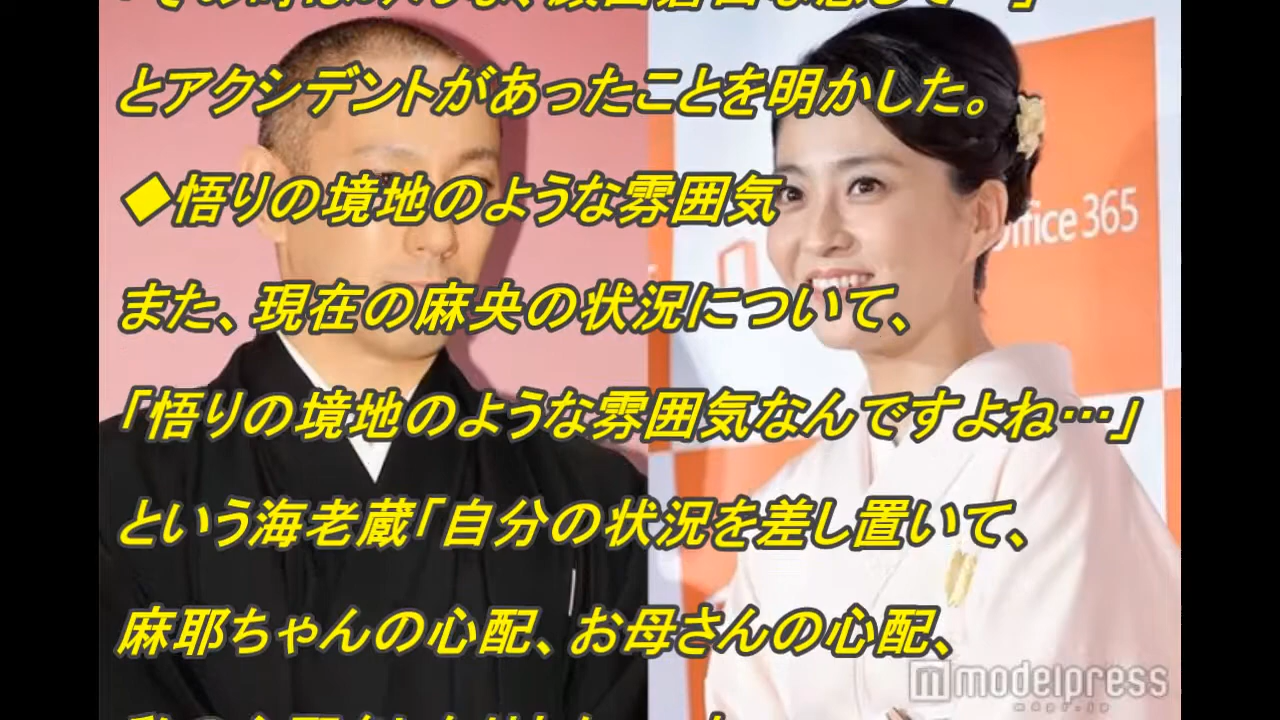 とアクシデントがあったことを明かした。
◆悟りの境地のような雰囲気
Office 365
また、現在の麻央の状況について、
「悟りの境地のような雰囲気なんですよね…」
という海老蔵「自分の状況を差し置いて、
麻耶ちゃんの心配、お母さんの心配、
modelpress
mdpr.jp